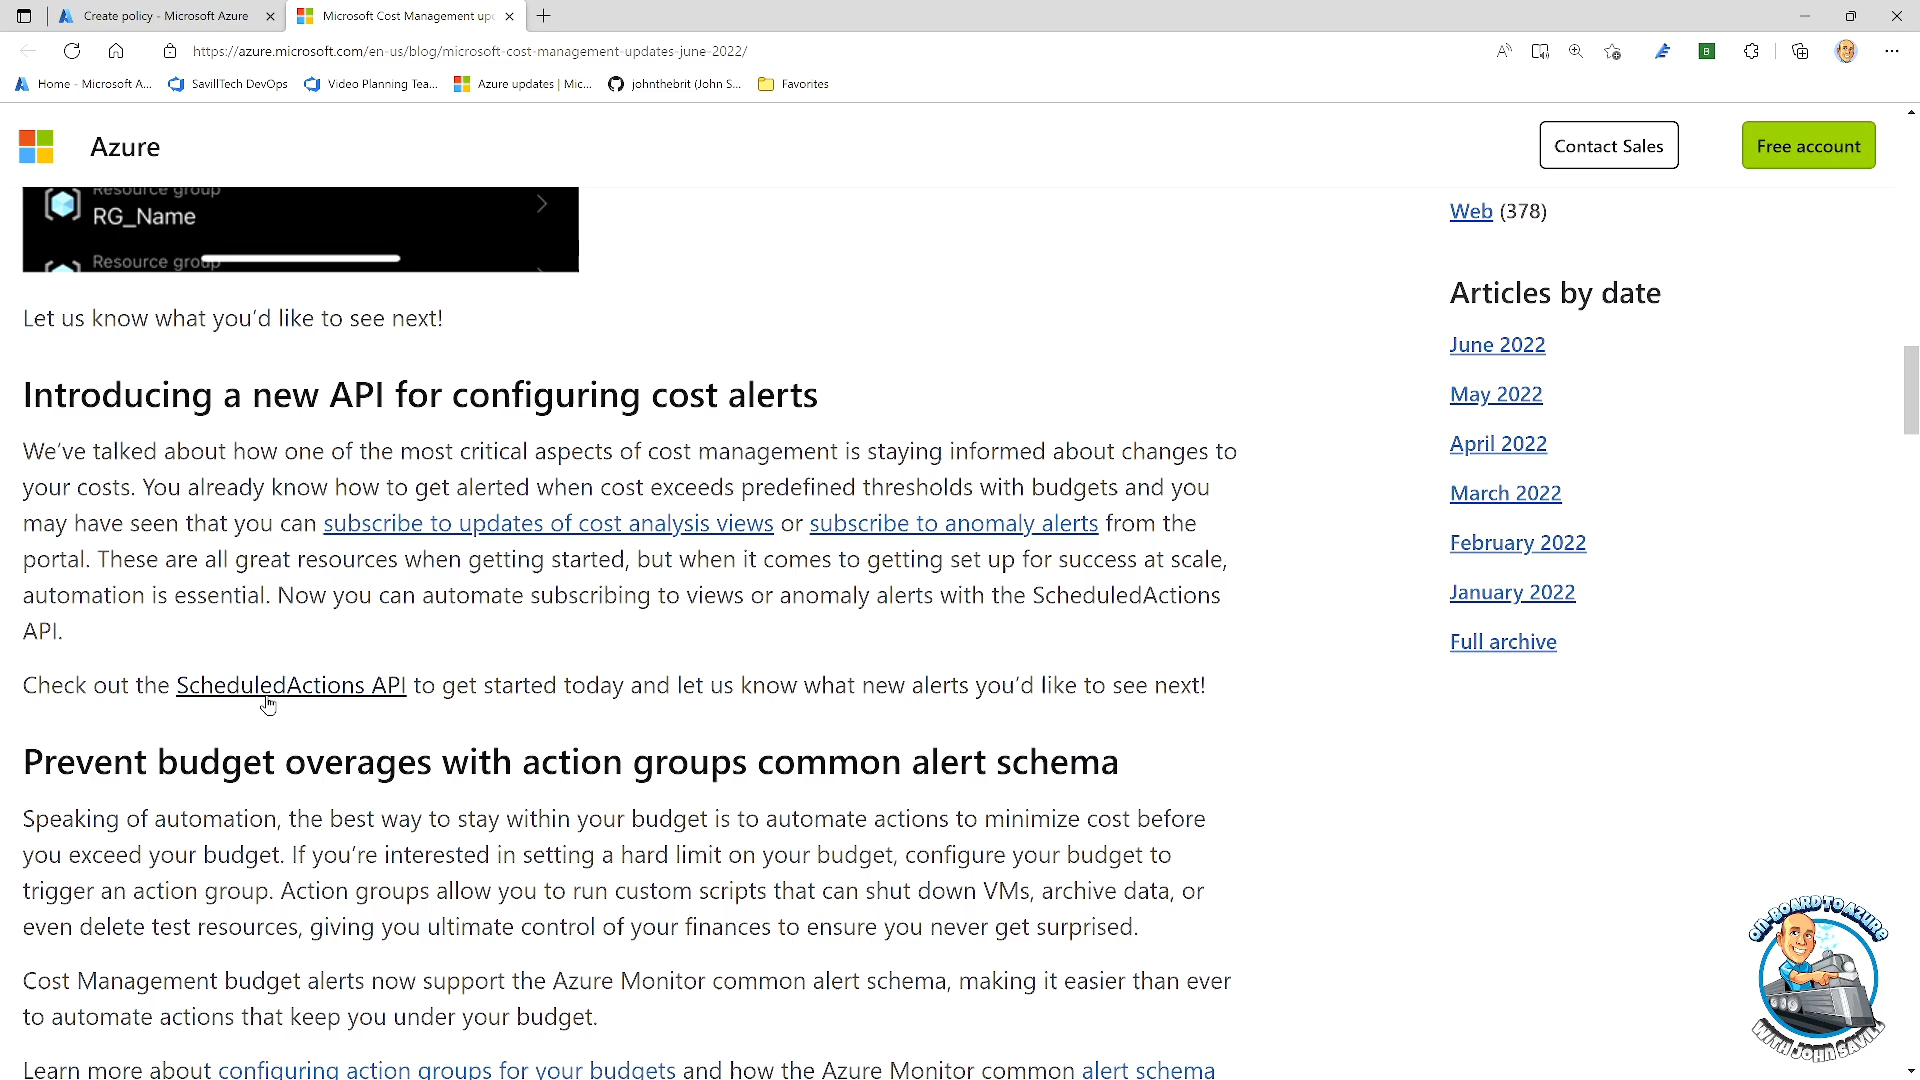 Create policy - Microsoft Azure
Microsoft Cost Management up
https://azure.microsoft.com/en-us/blog/microsoft-cost-management-updates-june-2022/
Home - Microsoft A...
SavillTech DevOps
Video Planning Tea...
Azure updates | Mic...
johnthebrit (John S...
Favorites
Azure
Contact Sales
Free account
Resource group
RG_Name
Resource group
Let us know what you'd like to see next!
Introducing a new API for configuring cost alerts
We've talked about how one of the most critical aspects of cost management is staying informed about changes to
your costs. You already know how to get alerted when cost exceeds predefined thresholds with budgets and you
may have seen that you can subscribe to updates of cost analysis views or subscribe to anomaly alerts from the
portal. These are all great resources when getting started, but when it comes to getting set up for success at scale,
automation is essential. Now you can automate subscribing to views or anomaly alerts with the ScheduledActions
API.
Check out the ScheduledActions API to get started today and let us know what new alerts you'd like to see next!
Prevent budget overages with action groups common alert schema
Speaking of automation, the best way to stay within your budget is to automate actions to minimize cost before
you exceed your budget. If you're interested in setting a hard limit on your budget, configure your budget to
trigger an action group. Action groups allow you to run custom scripts that can shut down VMs, archive data, or
even delete test resources, giving you ultimate control of your finances to ensure you never get surprised.
Cost Management budget alerts now support the Azure Monitor common alert schema, making it easier than ever
to automate actions that keep you under your budget.
Learn more about configuring action groups for your budgets and how the Azure Monitor common alert schema
Web (378)
Articles by date
June 2022
May 2022
April 2022
March 2022
February 2022
January 2022
Full archive
ON-BOARD TO AZURE
WITH JOHN SAVILL